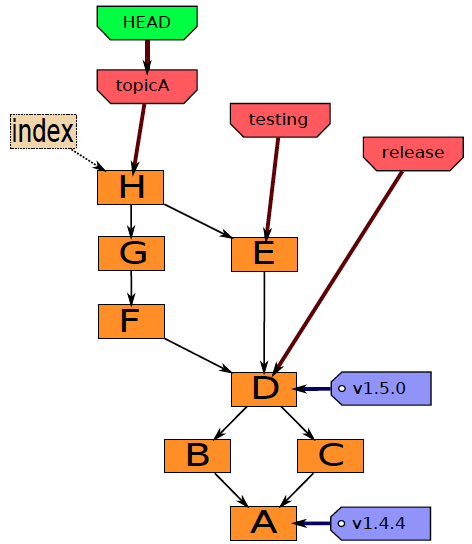 HEAD
topicA
testing
index
release
H
G
E
F
D
v1.5.0
B
C
A
v1.4.4